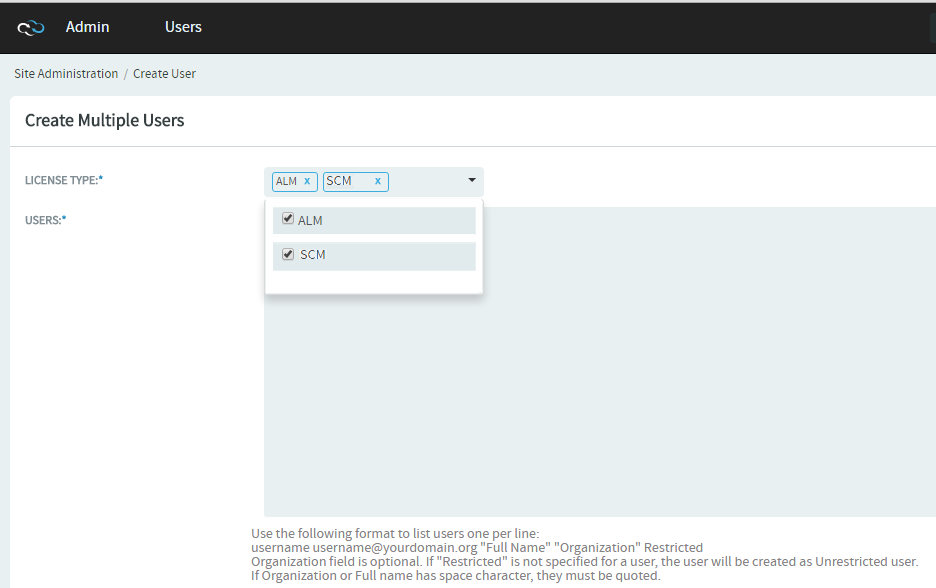 Admin Users
Site Administration / Create User
Create Multiple Users
LICENSE TYPE:* ALM x SCM x
USERS:*
ALM
SCM
Use the following format to list users one per line:
username username@yourdomain.org "Full Name" "Organization" Restricted
Organization field is optional. If "Restricted" is not specified for a user, the user will be created as Unrestricted user.
If Organization or Full name has space character, they must be quoted.